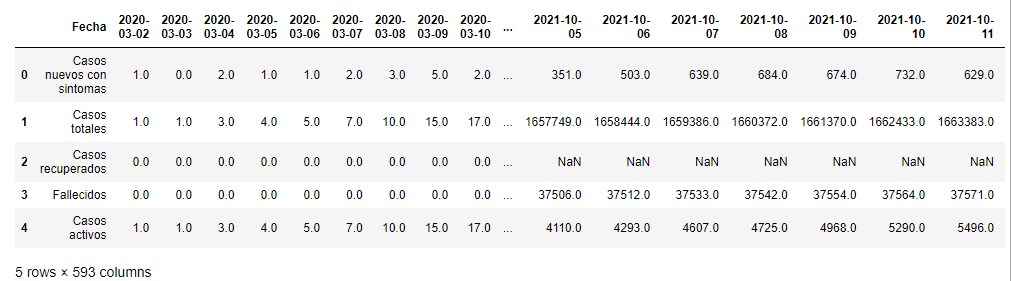 Fecha 2020-03-02 2020-03-03 2020-03-04 2020-03-05 2020-03-06 2020-03-07 2020-03-08 2020-03-09 2020-03-10 ... 2021-10-05 2021-10-06 2021-10-07 2021-10-08 2021-10-09 2021-10-10 2021-10-11
0 Casos nuevos con sintomas 1.0 0.0 2.0 1.0 1.0 2.0 3.0 5.0 2.0 ... 351.0 503.0 639.0 684.0 674.0 732.0 629.0
1 Casos totales 1.0 1.0 3.0 4.0 5.0 7.0 10.0 15.0 17.0 ... 1657749.0 1658444.0 1659386.0 1660372.0 1661370.0 1662433.0 1663383.0
2 Casos recuperados 0.0 0.0 0.0 0.0 0.0 0.0 0.0 0.0 0.0 ... NaN NaN NaN NaN NaN NaN NaN
3 Fallecidos 0.0 0.0 0.0 0.0 0.0 0.0 0.0 0.0 0.0 ... 37506.0 37512.0 37533.0 37542.0 37554.0 37564.0 37571.0
4 Casos activos 1.0 1.0 3.0 4.0 5.0 7.0 10.0 15.0 17.0 ... 4110.0 4293.0 4607.0 4725.0 4968.0 5290.0 5496.0
5 rows × 593 columns